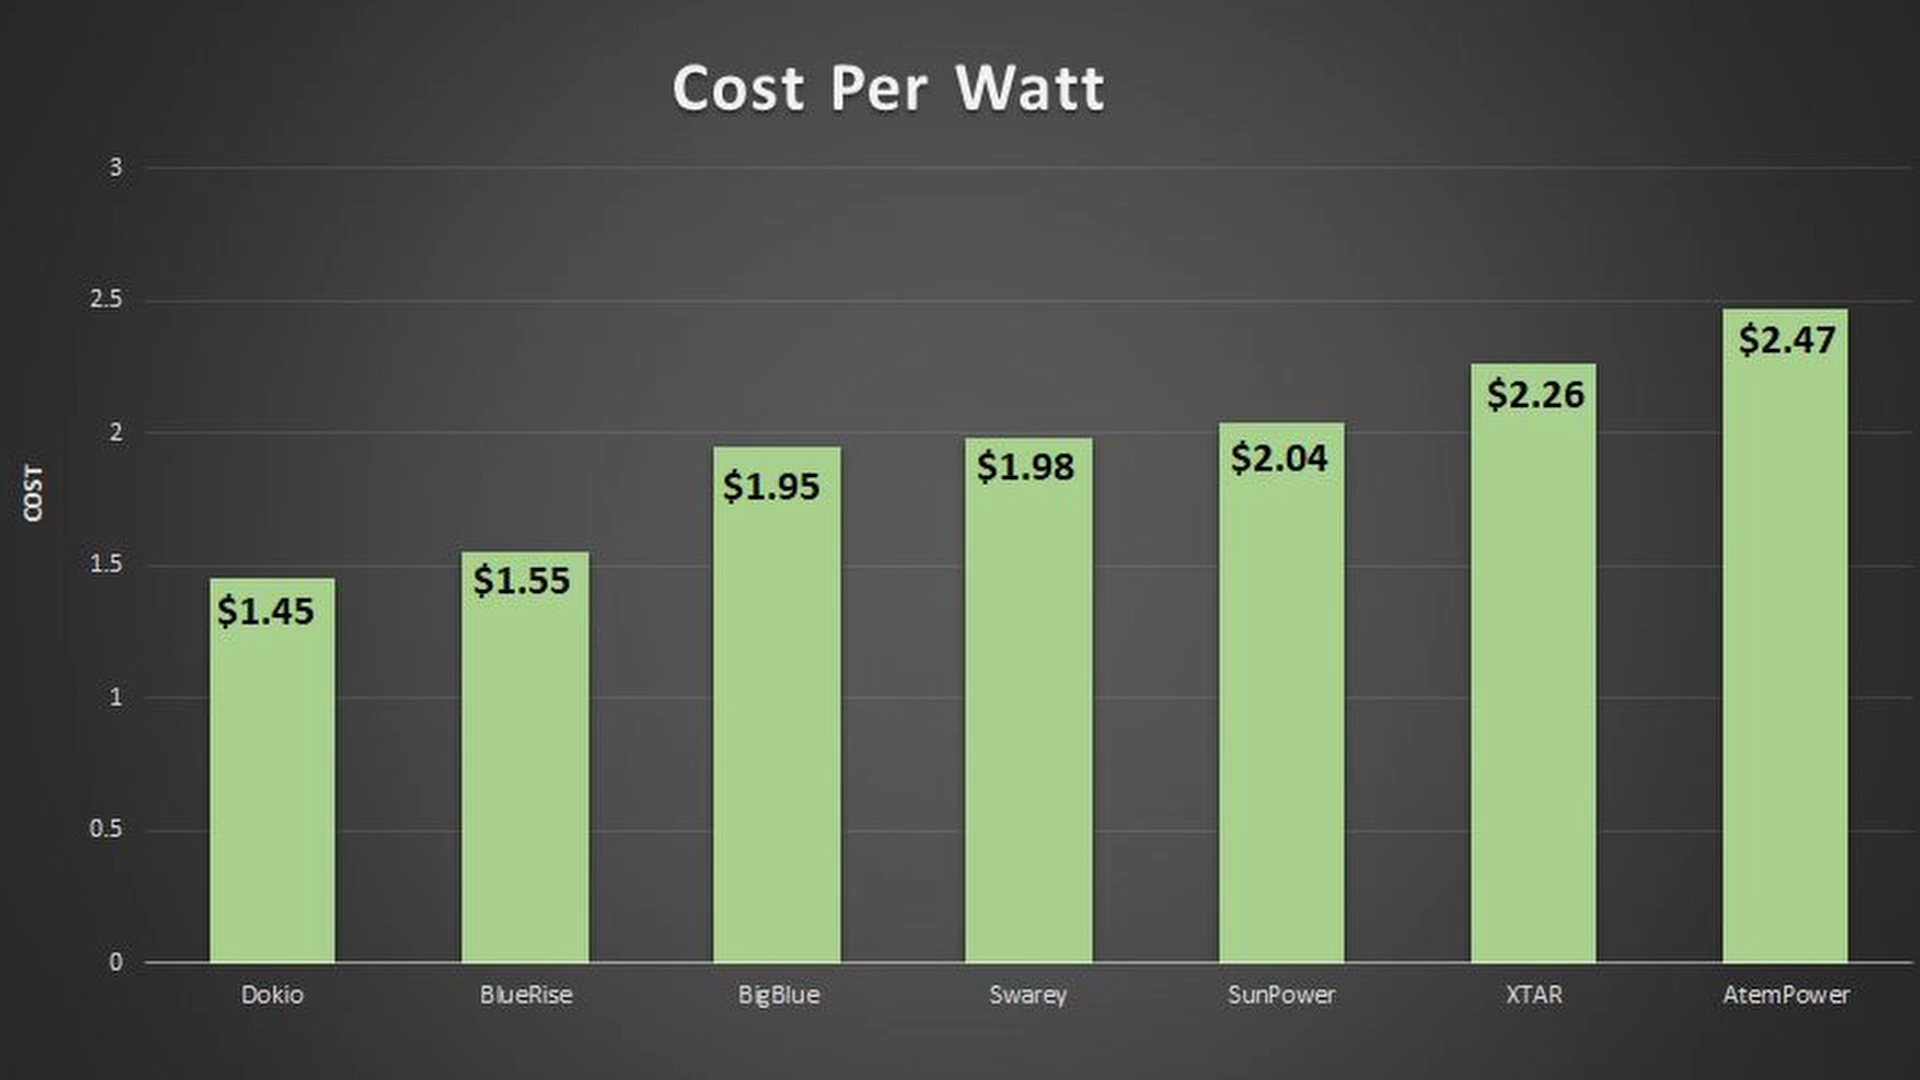 Cost Per Watt
3
2.5
2
1.5
1
0.5
0
COST
$1.45
$1.55
$1.95
$1.98
$2.04
$2.26
$2.47
Dokio
BlueRise
BigBlue
Swarey
SunPower
XTAR
AtemPower